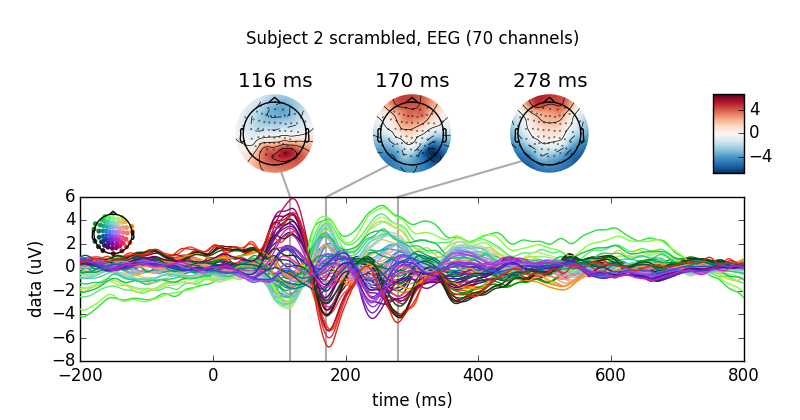 Subject 2 scrambled, EEG (70 channels)
116 ms 170 ms 278 ms
4
0
−4
6
4
2
0
−2
−4
−6
−8
data (uV)
−200 0 200 400 600 800
time (ms)